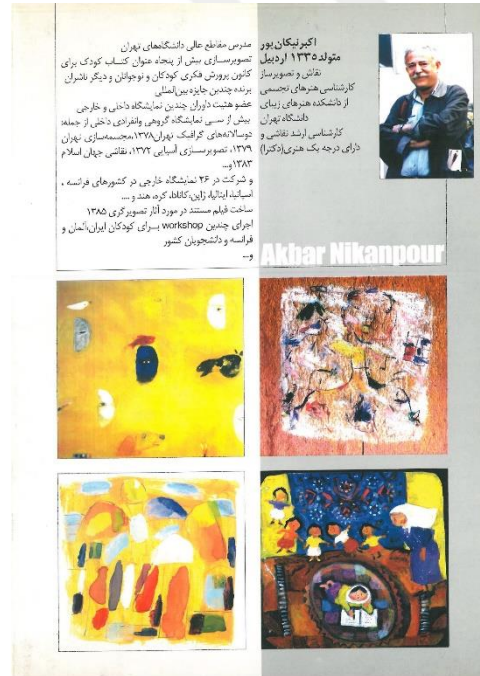 اکبر نیکان‌پور
متولد ۱۳۳۵ اردبیل
نقاش و تصویرساز
کارشناسی هنرهای تجسمی
از دانشکده هنرهای زیبای
دانشگاه تهران
کارشناسی ارشد نقاشی و
دارای درجه یک هنری(دکترا)
مدرس مقاطع عالی دانشگاههای تهران
تصویرسازی بیش از پنجاه عنوان کتاب کودک برای
کانون پرورش فکری کودکان و نوجوانان و دیگر ناشران
برنده چندین جایزه بین‌المللی
عضو هیئت داوران چندین نمایشگاه داخلی و خارجی
بیش از سی نمایشگاه گروهی وانفرادی داخلی از جمله:
دوسالانه‌های گرافیک تهران۱۳۷۸،مجسمه‌سازی تهران
۱۳۷۹، تصویرسازی آسیایی ۱۳۷۲، نقاشی جهان اسلام
۱۳۸۳و...
و شرکت در ۲۶ نمایشگاه خارجی در کشورهای فرانسه ،
اسپانیا، ایتالیا، ژاپن،کانادا، کره، هند و ....
ساخت فیلم مستند در مورد آثار تصویرگری ۱۳۸۵
اجرای چندین workshop برای کودکان ایران،آلمان و
فرانسه و دانشجویان کشور
و...
Akbar Nikanpour